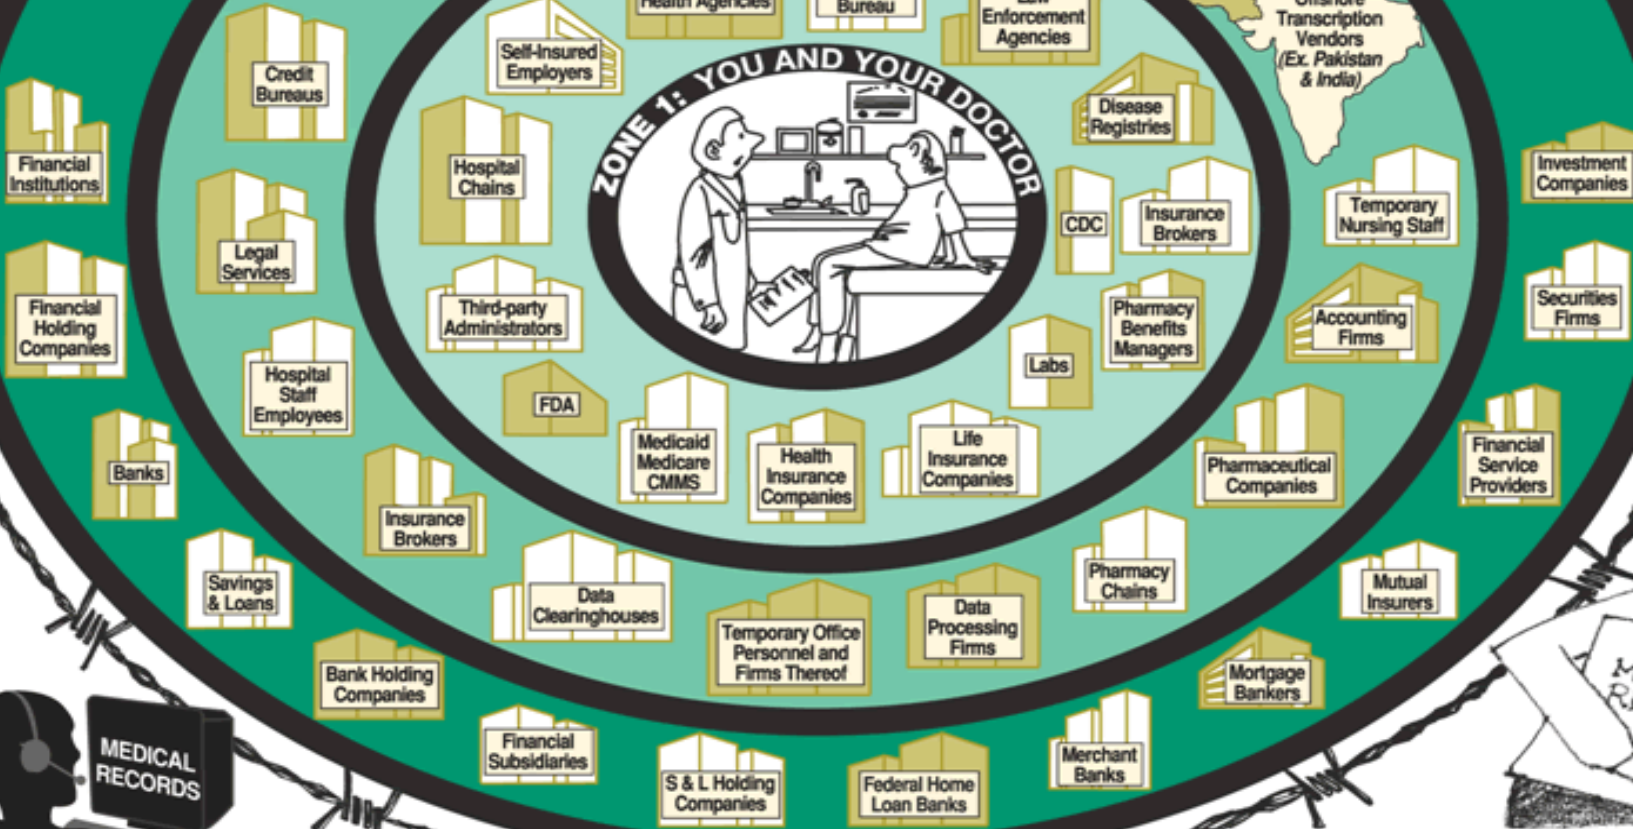 Health Agencies
Bureau
Law
Enforcement
Agencies
Offshore
Transcription
Vendors
(Ex. Pakistan
& India)
Self-Insured
Employers
Credit
Bureaus
ZONE 1: YOU AND YOUR DOCTOR
Disease
Registries
Financial
Institutions
Hospital
Chains
Investment
Companies
CDC
Insurance
Brokers
Temporary
Nursing Staff
Legal
Services
Financial
Holding
Companies
Third-party
Administrators
Pharmacy
Benefits
Managers
Accounting
Firms
Securities
Firms
Hospital
Staff
Employees
FDA
Labs
Medicaid
Medicare
CMMS
Health
Insurance
Companies
Life
Insurance
Companies
Pharmaceutical
Companies
Financial
Service
Providers
Banks
Insurance
Brokers
Savings
& Loans
Data
Clearinghouses
Temporary Office
Personnel and
Firms Thereof
Data
Processing
Firms
Pharmacy
Chains
Mutual
Insurers
Bank Holding
Companies
Mortgage
Bankers
Financial
Subsidiaries
S & L Holding
Companies
Federal Home
Loan Banks
Merchant
Banks
MEDICAL
RECORDS